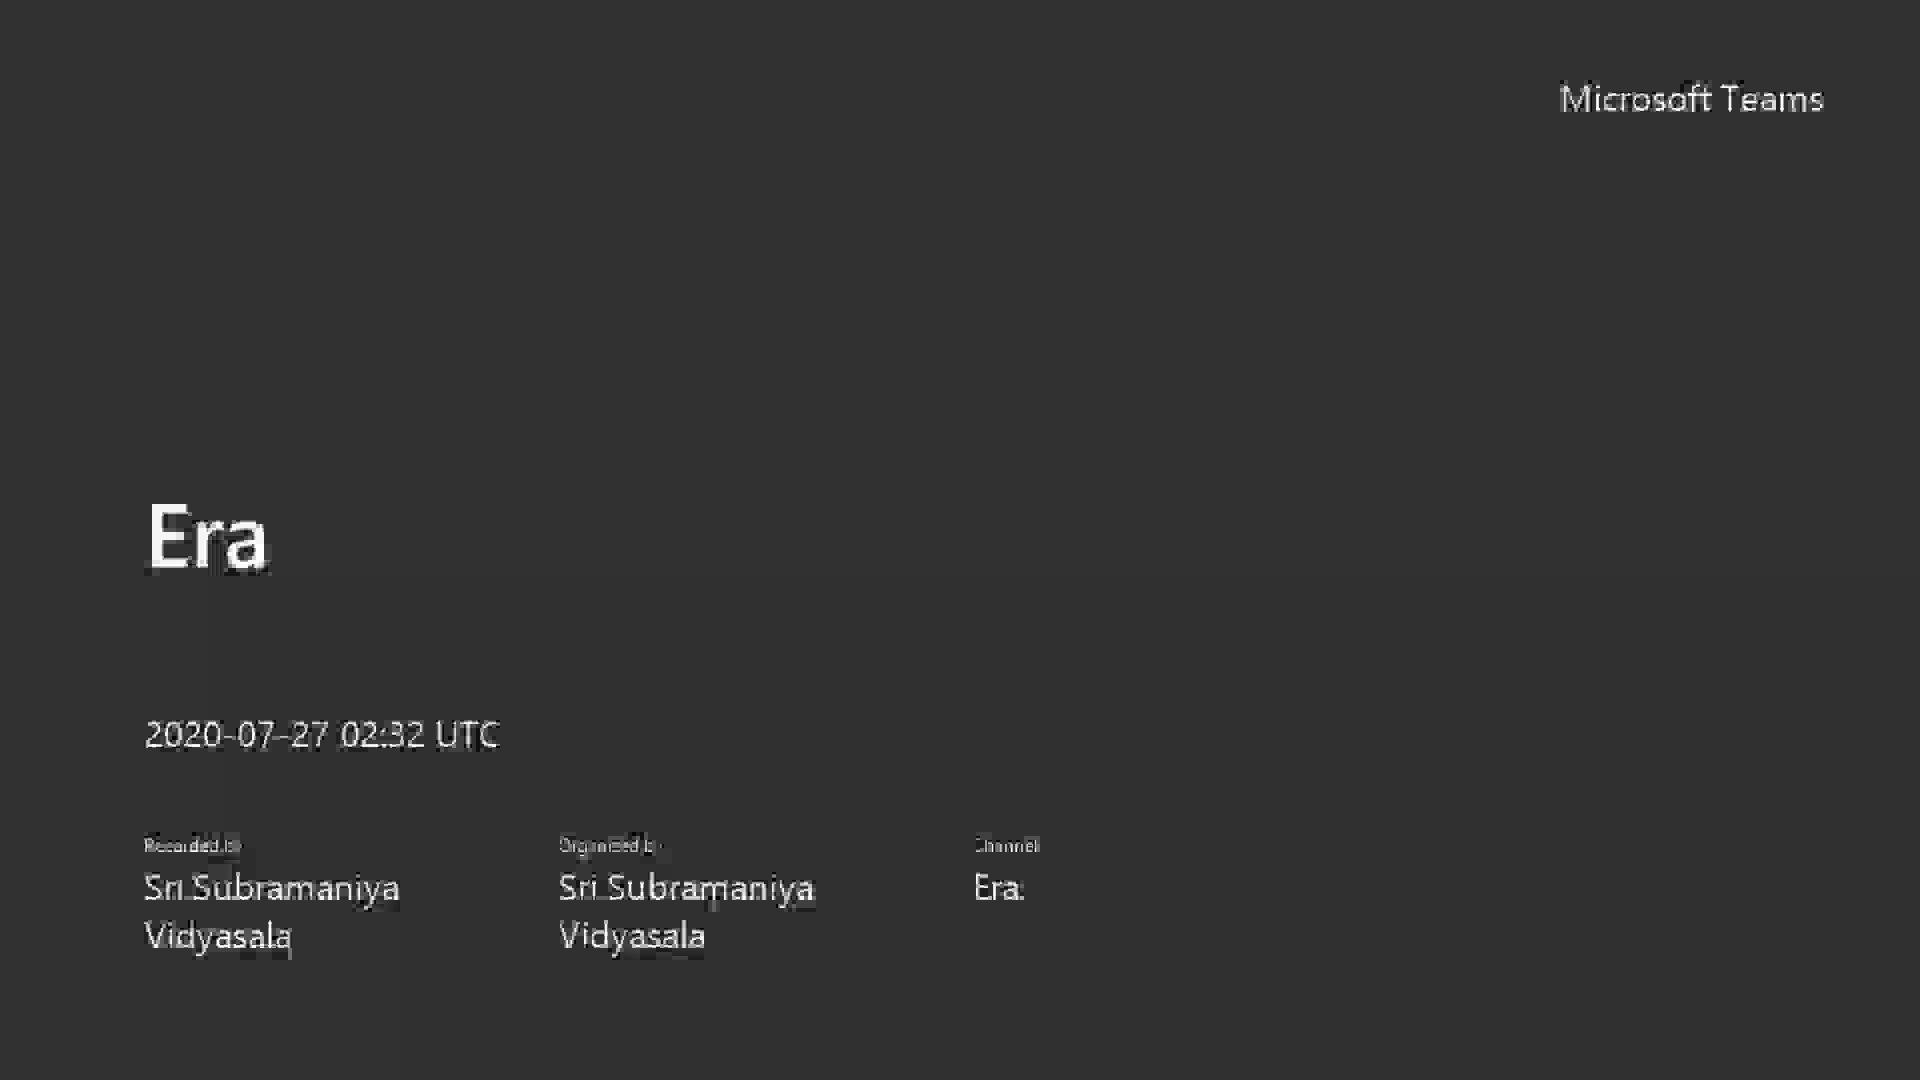 Microsoft Teams
Era
2020-07-27 02:32 UTC
Recorded by
Organized by
Channel
Sri Subramaniya
Vidyasala
Sri Subramaniya
Vidyasala
Era